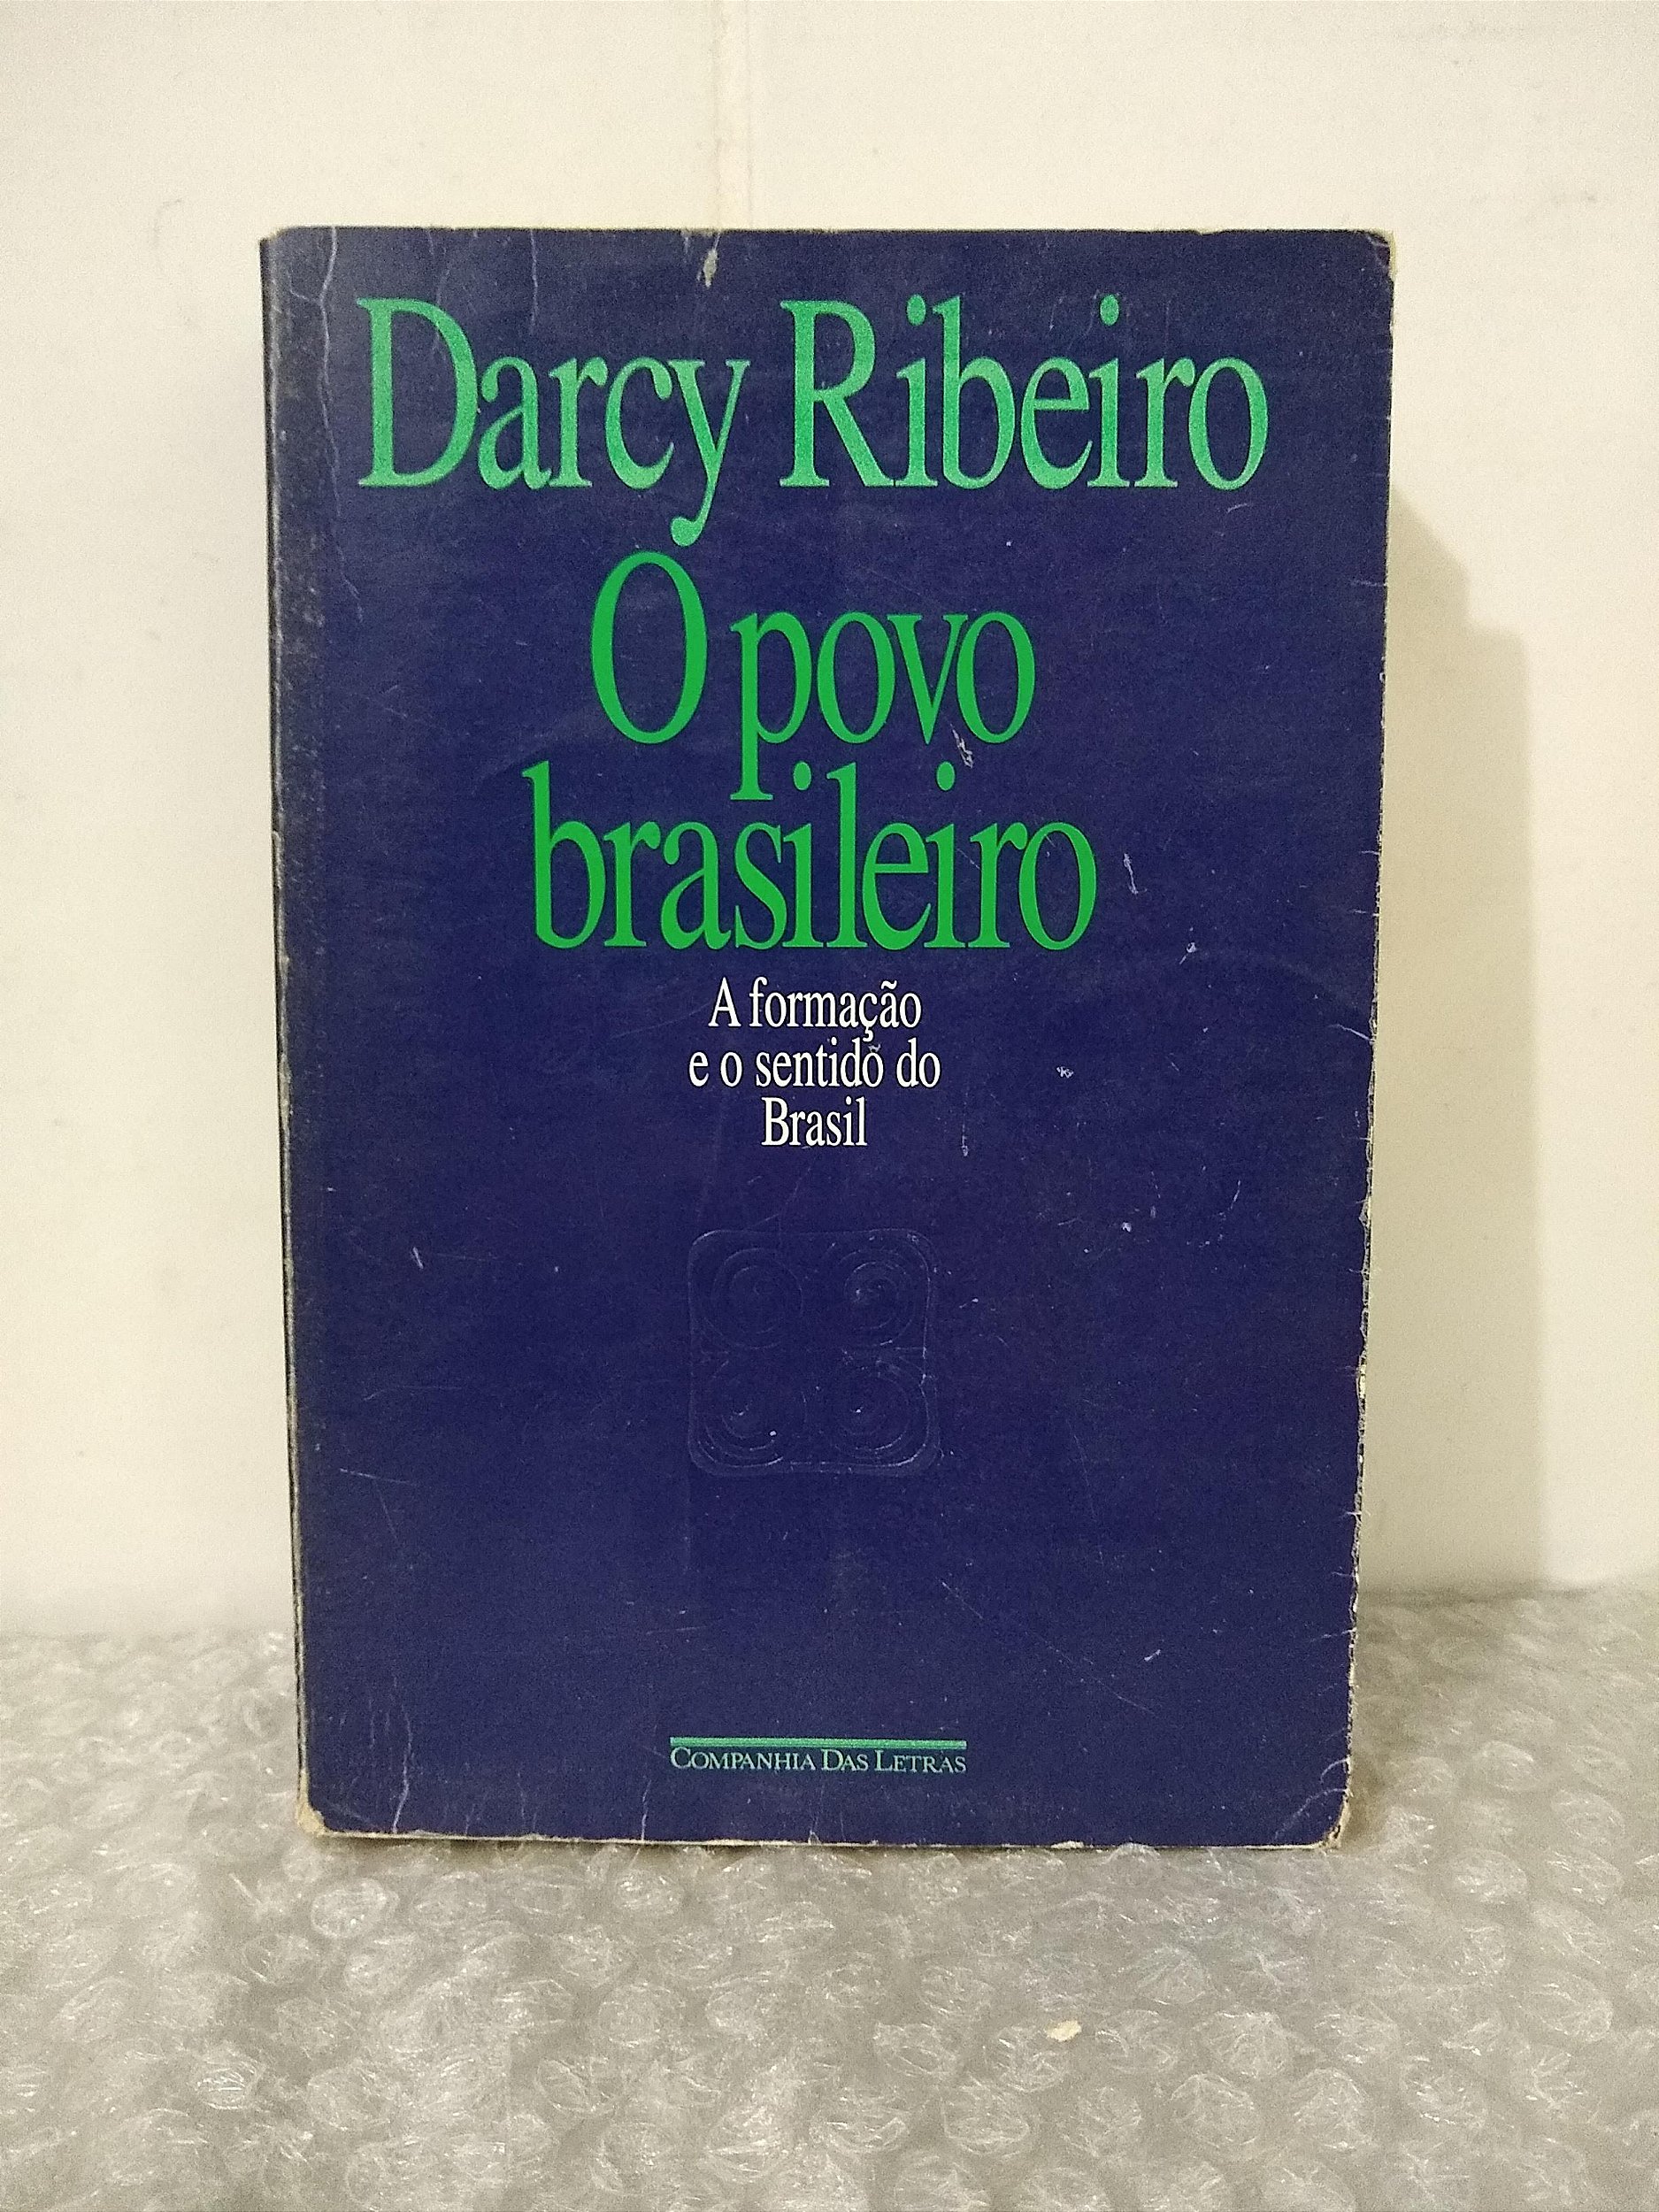 Darcy Ribeiro
O povo
brasileiro
A formação
e o sentido do
Brasil
COMPANHIA DAS LETRAS